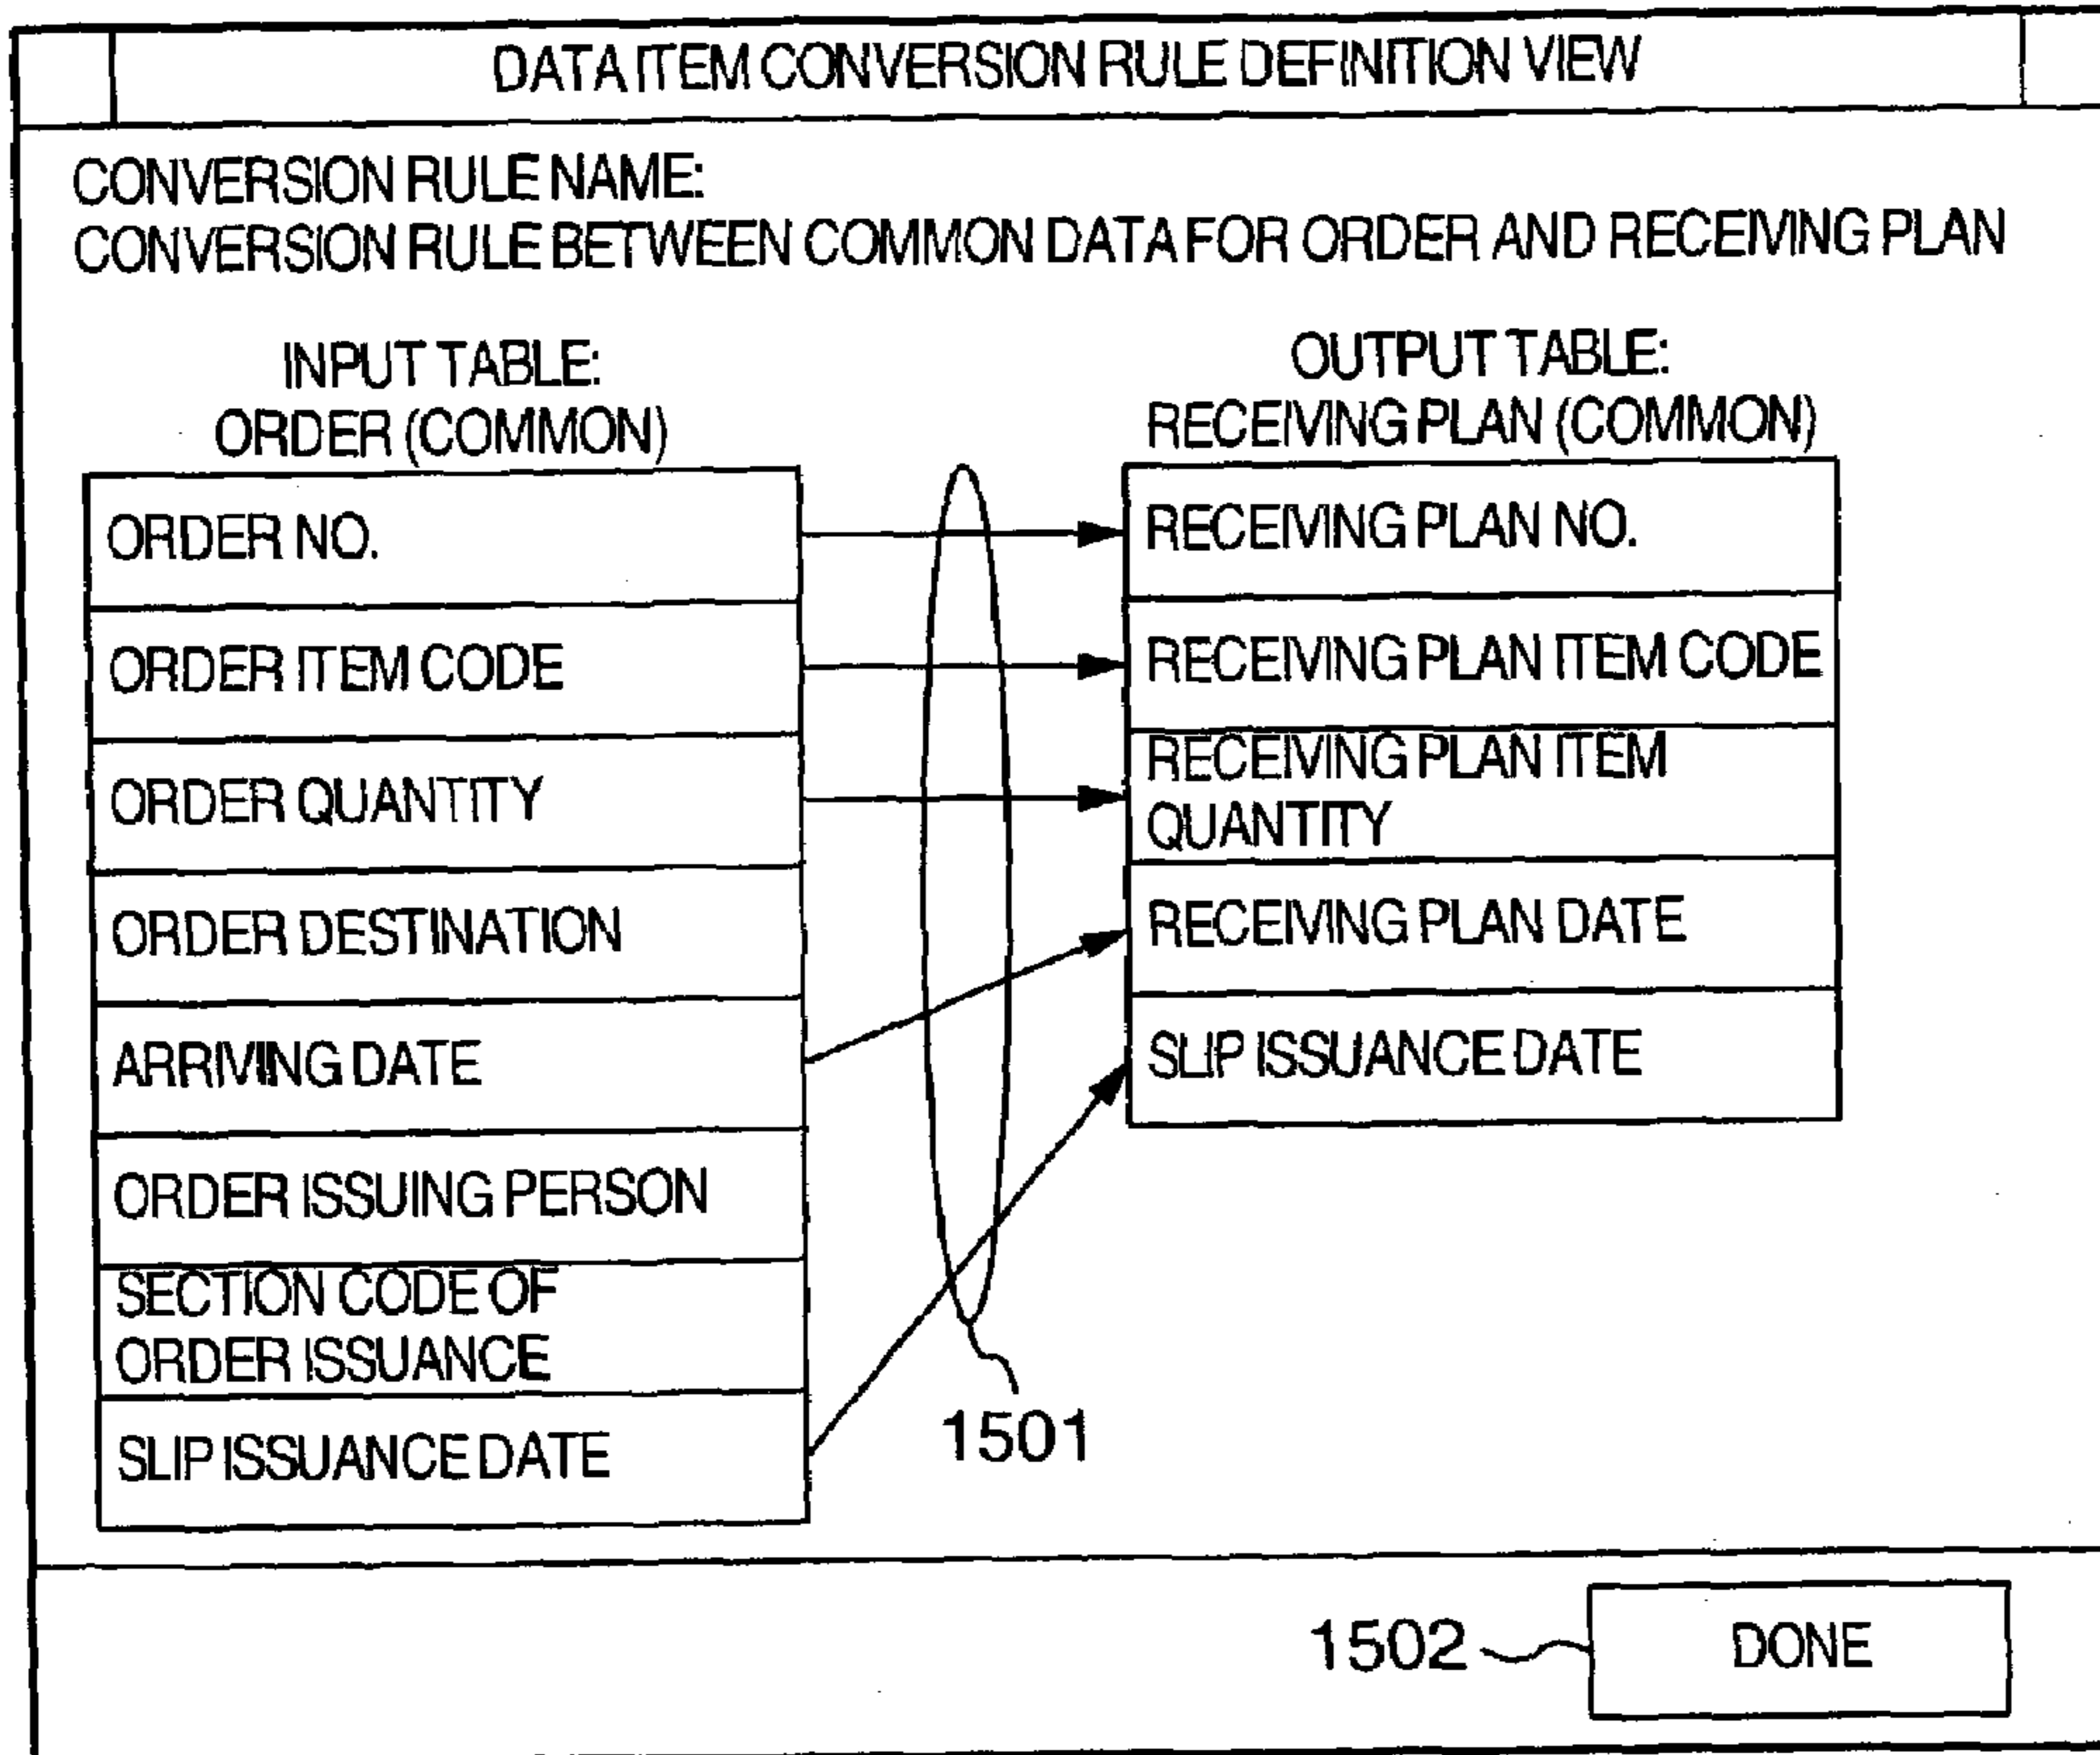 DATA ITEM CONVERSION RULE DEFINITION VIEW
CONVERSION RULE NAME:
CONVERSION RULE BETWEEN COMMON DATA FOR ORDER AND RECEIVING PLAN
INPUT TABLE:
ORDER (COMMON)
ORDER NO.
ORDER ITEM CODE
ORDER QUANTITY
ORDER DESTINATION
ARRIVING DATE
ORDER ISSUING PERSON
SECTION CODE OF
ORDER ISSUANCE
SLIP ISSUANCE DATE
OUTPUT TABLE:
RECEIVING PLAN (COMMON)
RECEIVING PLAN NO.
RECEIVING PLAN ITEM CODE
RECEIVING PLAN ITEM
QUANTITY
RECEIVING PLAN DATE
SLIP ISSUANCE DATE
1501
1502
DONE